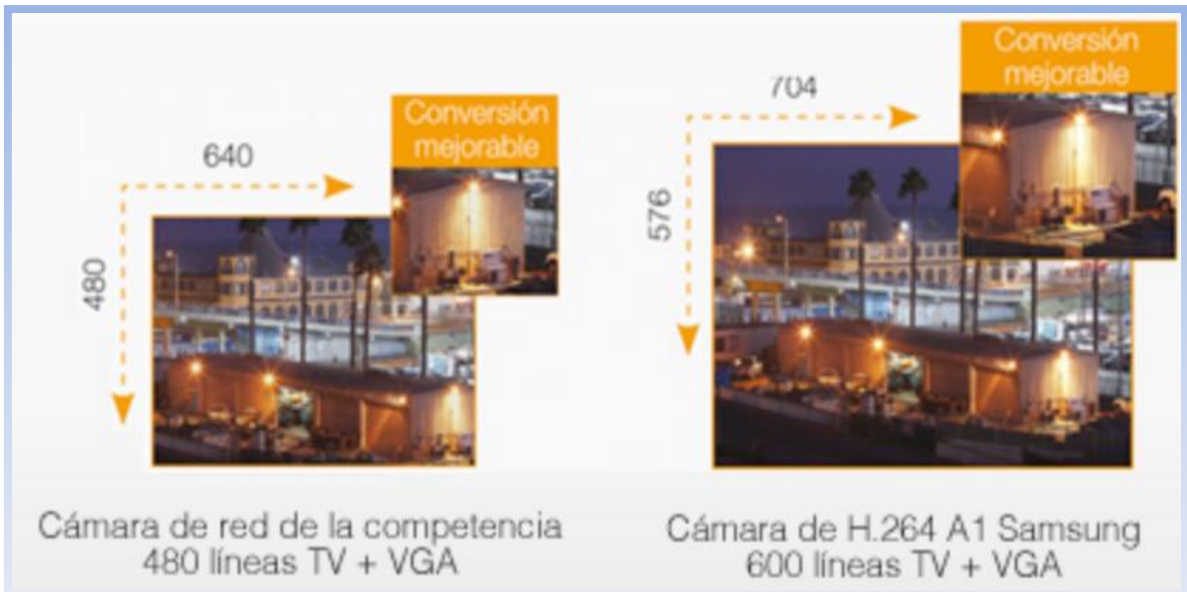 Conversión
mejorable
640
480
Cámara de red de la competencia
480 líneas TV + VGA
Conversión
mejorable
704
576
Cámara de H.264 A1 Samsung
600 líneas TV + VGA